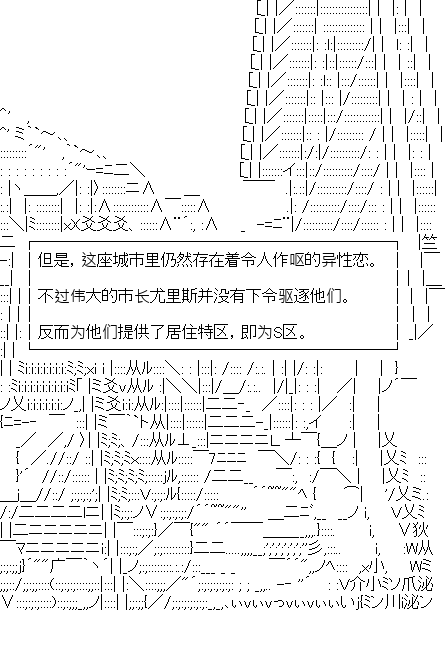 但是，这座城市里仍然存在着令人作呕的异性恋。
不过伟大的市长尤里斯并没有下令驱逐他们。
反而为他们提供了居住特区，即为S区。